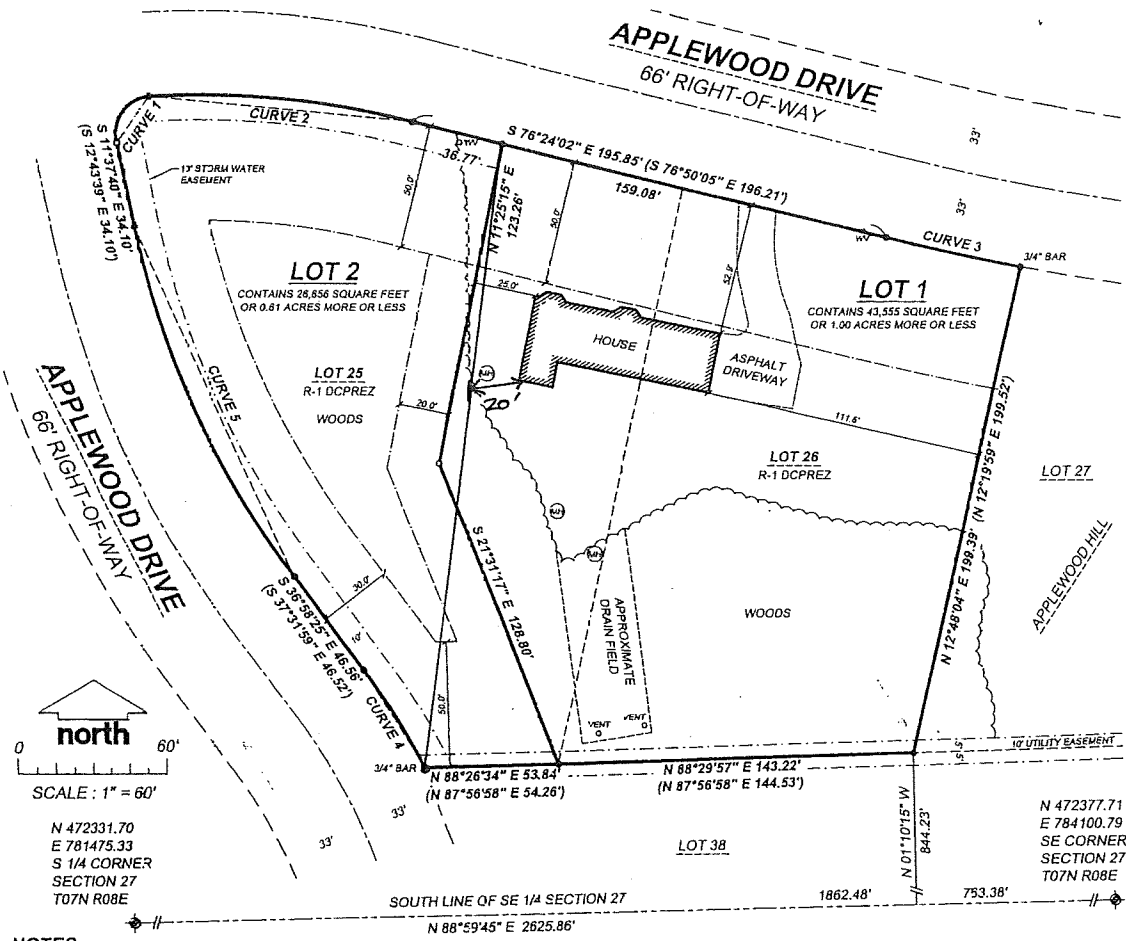 APPLEWOOD DRIVE
66' RIGHT-OF-WAY
33'
33'
CURVE 1
CURVE 2
S 11°37'40" E 34.10'
(S 12°43'39" E 34.10')
STORM WATER
EASEMENT
36.77'
50.0'
S 76°24'02" E 195.85' (S 76°50'05" E 196.21')
159.08'
50.0'
N 11°25'15" E
123.26'
52.9'
CURVE 3
3/4" BAR
LOT 2
CONTAINS 26,656 SQUARE FEET
OR 0.61 ACRES MORE OR LESS
25.0'
LOT 1
CONTAINS 43,555 SQUARE FEET
OR 1.00 ACRES MORE OR LESS
HOUSE
ASPHALT
DRIVEWAY
LOT 25
R-1 DCPREZ
WOODS
20.0'
MH
20'
111.6'
CURVE 5
APPLEWOOD DRIVE
66' RIGHT-OF-WAY
LOT 26
R-1 DCPREZ
N 12°48'04" E 199.39' (N 12°19'59" E 199.52')
LOT 27
APPLEWOOD HILL
MH
MH
S 21°31'17" E 128.80'
APPROXIMATE
DRAIN FIELD
WOODS
S 36°58'25" E 46.56'
(S 37°31'59" E 46.52')
30.0'
10'
CURVE 4
50.0'
VENT
VENT
north
0 60'
SCALE : 1" = 60'
3/4" BAR
N 88°26'34" E 53.84'
(N 87°56'58" E 54.26')
N 88°29'57" E 143.22'
(N 87°56'58" E 144.53')
10' UTILITY EASEMENT
5' 5'
33'
33'
N 472331.70
E 781475.33
S 1/4 CORNER
SECTION 27
T07N R08E
LOT 38
N 01°10'15" W
844.23'
N 472377.71
E 784100.79
SE CORNER
SECTION 27
T07N R08E
SOUTH LINE OF SE 1/4 SECTION 27
1862.48'
753.38'
N 88°59'45" E 2625.86'
NOTES